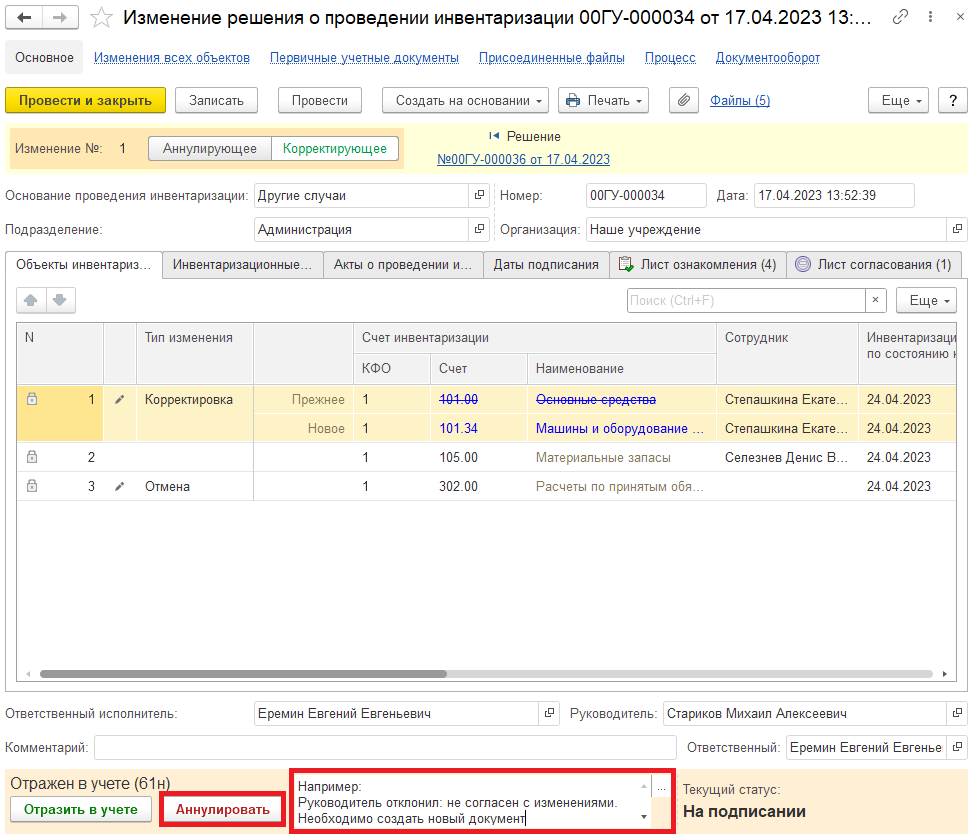 Изменение решения о проведении инвентаризации 00ГУ-000034 от 17.04.2023 13:...
Основное Изменения всех объектов Первичные учетные документы Присоединенные файлы Процесс Документооборот
Провести и закрыть Записать Провести Создать на основании Печать Файлы (5) Еще ?
Изменение №: 1 Аннулирующее Корректирующее Решение
№00ГУ-000036 от 17.04.2023
Основание проведения инвентаризации: Другие случаи Номер: 00ГУ-000034 Дата: 17.04.2023 13:52:39
Подразделение: Администрация Организация: Наше учреждение
Объекты инвентариз... Инвентаризационные... Акты о проведении и... Даты подписания Лист ознакомления (4) Лист согласования (1)
Поиск (Ctrl+F) × Еще
N Тип изменения Счет инвентаризации Сотрудник Инвентаризаци
по состоянию н
КФО Счет Наименование
1 Корректировка Прежнее 1 101.00 Основные средства Степашкина Екате... 24.04.2023
Новое 1 101.34 Машины и оборудование ... Степашкина Екате... 24.04.2023
2 1 105.00 Материальные запасы Селезнев Денис В... 24.04.2023
3 Отмена 1 302.00 Расчеты по принятым обя... 24.04.2023
Ответственный исполнитель: Еремин Евгений Евгеньевич Руководитель: Стариков Михаил Алексеевич
Комментарий: Ответственный: Еремин Евгений Евгенье
Отражен в учете (61н)
Отразить в учете Аннулировать
Например:
Руководитель отклонил: не согласен с изменениями.
Необходимо создать новый документ
...
Текущий статус:
На подписании